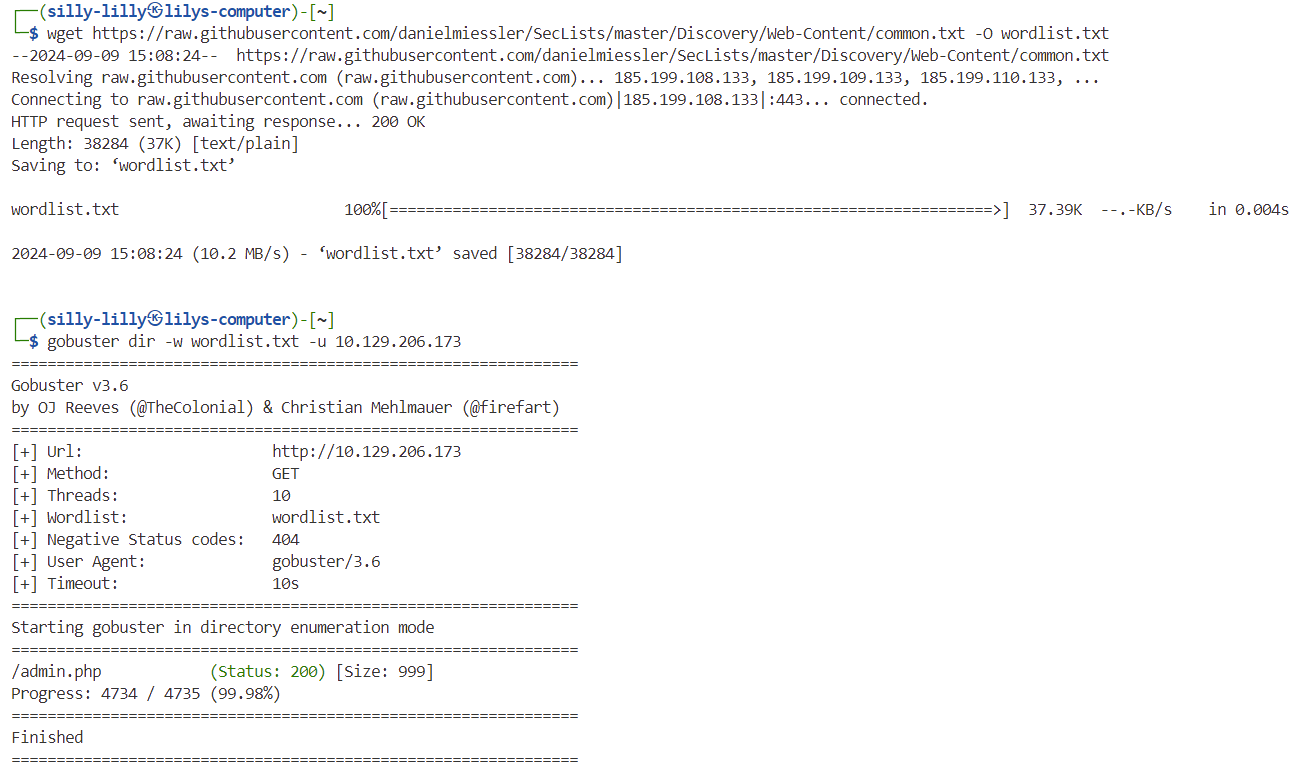 ┌──(silly-lilly㉿lilys-computer)-[~]
└─$ wget https://raw.githubusercontent.com/danielmiessler/SecLists/master/Discovery/Web-Content/common.txt -O wordlist.txt
--2024-09-09 15:08:24--  https://raw.githubusercontent.com/danielmiessler/SecLists/master/Discovery/Web-Content/common.txt
Resolving raw.githubusercontent.com (raw.githubusercontent.com)... 185.199.108.133, 185.199.109.133, 185.199.110.133, ...
Connecting to raw.githubusercontent.com (raw.githubusercontent.com)|185.199.108.133|:443... connected.
HTTP request sent, awaiting response... 200 OK
Length: 38284 (37K) [text/plain]
Saving to: ‘wordlist.txt’

wordlist.txt                         100%[===================================================================>]  37.39K  --.-KB/s    in 0.004s

2024-09-09 15:08:24 (10.2 MB/s) - ‘wordlist.txt’ saved [38284/38284]


┌──(silly-lilly㉿lilys-computer)-[~]
└─$ gobuster dir -w wordlist.txt -u 10.129.206.173
===============================================================
Gobuster v3.6
by OJ Reeves (@TheColonial) & Christian Mehlmauer (@firefart)
===============================================================
[+] Url:                     http://10.129.206.173
[+] Method:                  GET
[+] Threads:                 10
[+] Wordlist:                wordlist.txt
[+] Negative Status codes:   404
[+] User Agent:              gobuster/3.6
[+] Timeout:                 10s
===============================================================
Starting gobuster in directory enumeration mode
===============================================================
/admin.php            (Status: 200) [Size: 999]
Progress: 4734 / 4735 (99.98%)
===============================================================
Finished
===============================================================